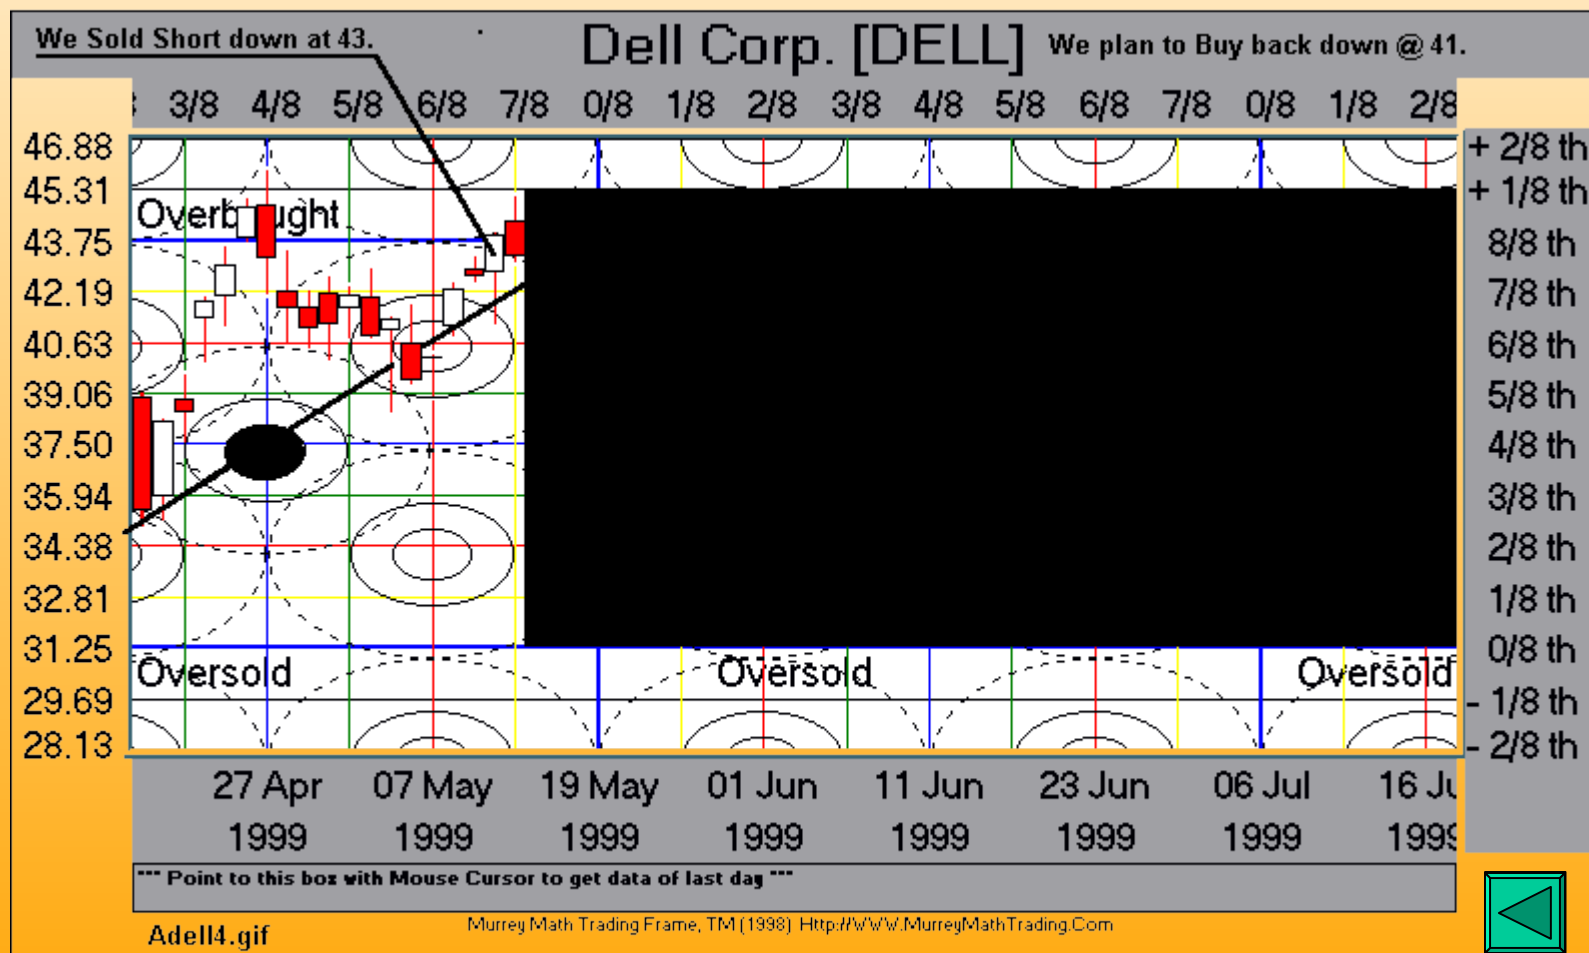 We Sold Short down at 43.
Dell Corp. [DELL]
We plan to Buy back down @ 41.
3/8 4/8 5/8 6/8 7/8 0/8 1/8 2/8 3/8 4/8 5/8 6/8 7/8 0/8 1/8 2/8
46.88 + 2/8 th
45.31 + 1/8 th
Overbought
43.75 8/8 th
42.19 7/8 th
40.63 6/8 th
39.06 5/8 th
37.50 4/8 th
35.94 3/8 th
34.38 2/8 th
32.81 1/8 th
31.25 0/8 th
Oversold Oversold Oversold
29.69 - 1/8 th
28.13 - 2/8 th
27 Apr 07 May 19 May 01 Jun 11 Jun 23 Jun 06 Jul 16 Ju
1999 1999 1999 1999 1999 1999 1999 1999
*** Point to this box with Mouse Cursor to get data of last day ***
Adell4.gif
Murrey Math Trading Frame, TM (1998) Http://WWW.MurreyMathTrading.Com